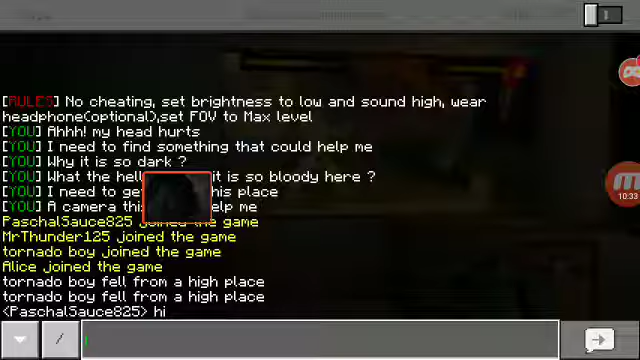 [RULES] No cheating, set brightness to low and sound high, wear
headphone(optional),set FOV to Max level
[YOU] Ahhh! my head hurts
[YOU] I need to find something that could help me
[YOU] Why it is so dark ?
[YOU] What the hell it is so bloody here ?
[YOU] I need to his place
[YOU] A camera elp me
PaschalSauce825 joined the game
MrThunder125 joined the game
tornado boy joined the game
Alice joined the game
tornado boy fell from a high place
tornado boy fell from a high place
<PaschalSauce825> hi
/
10:33